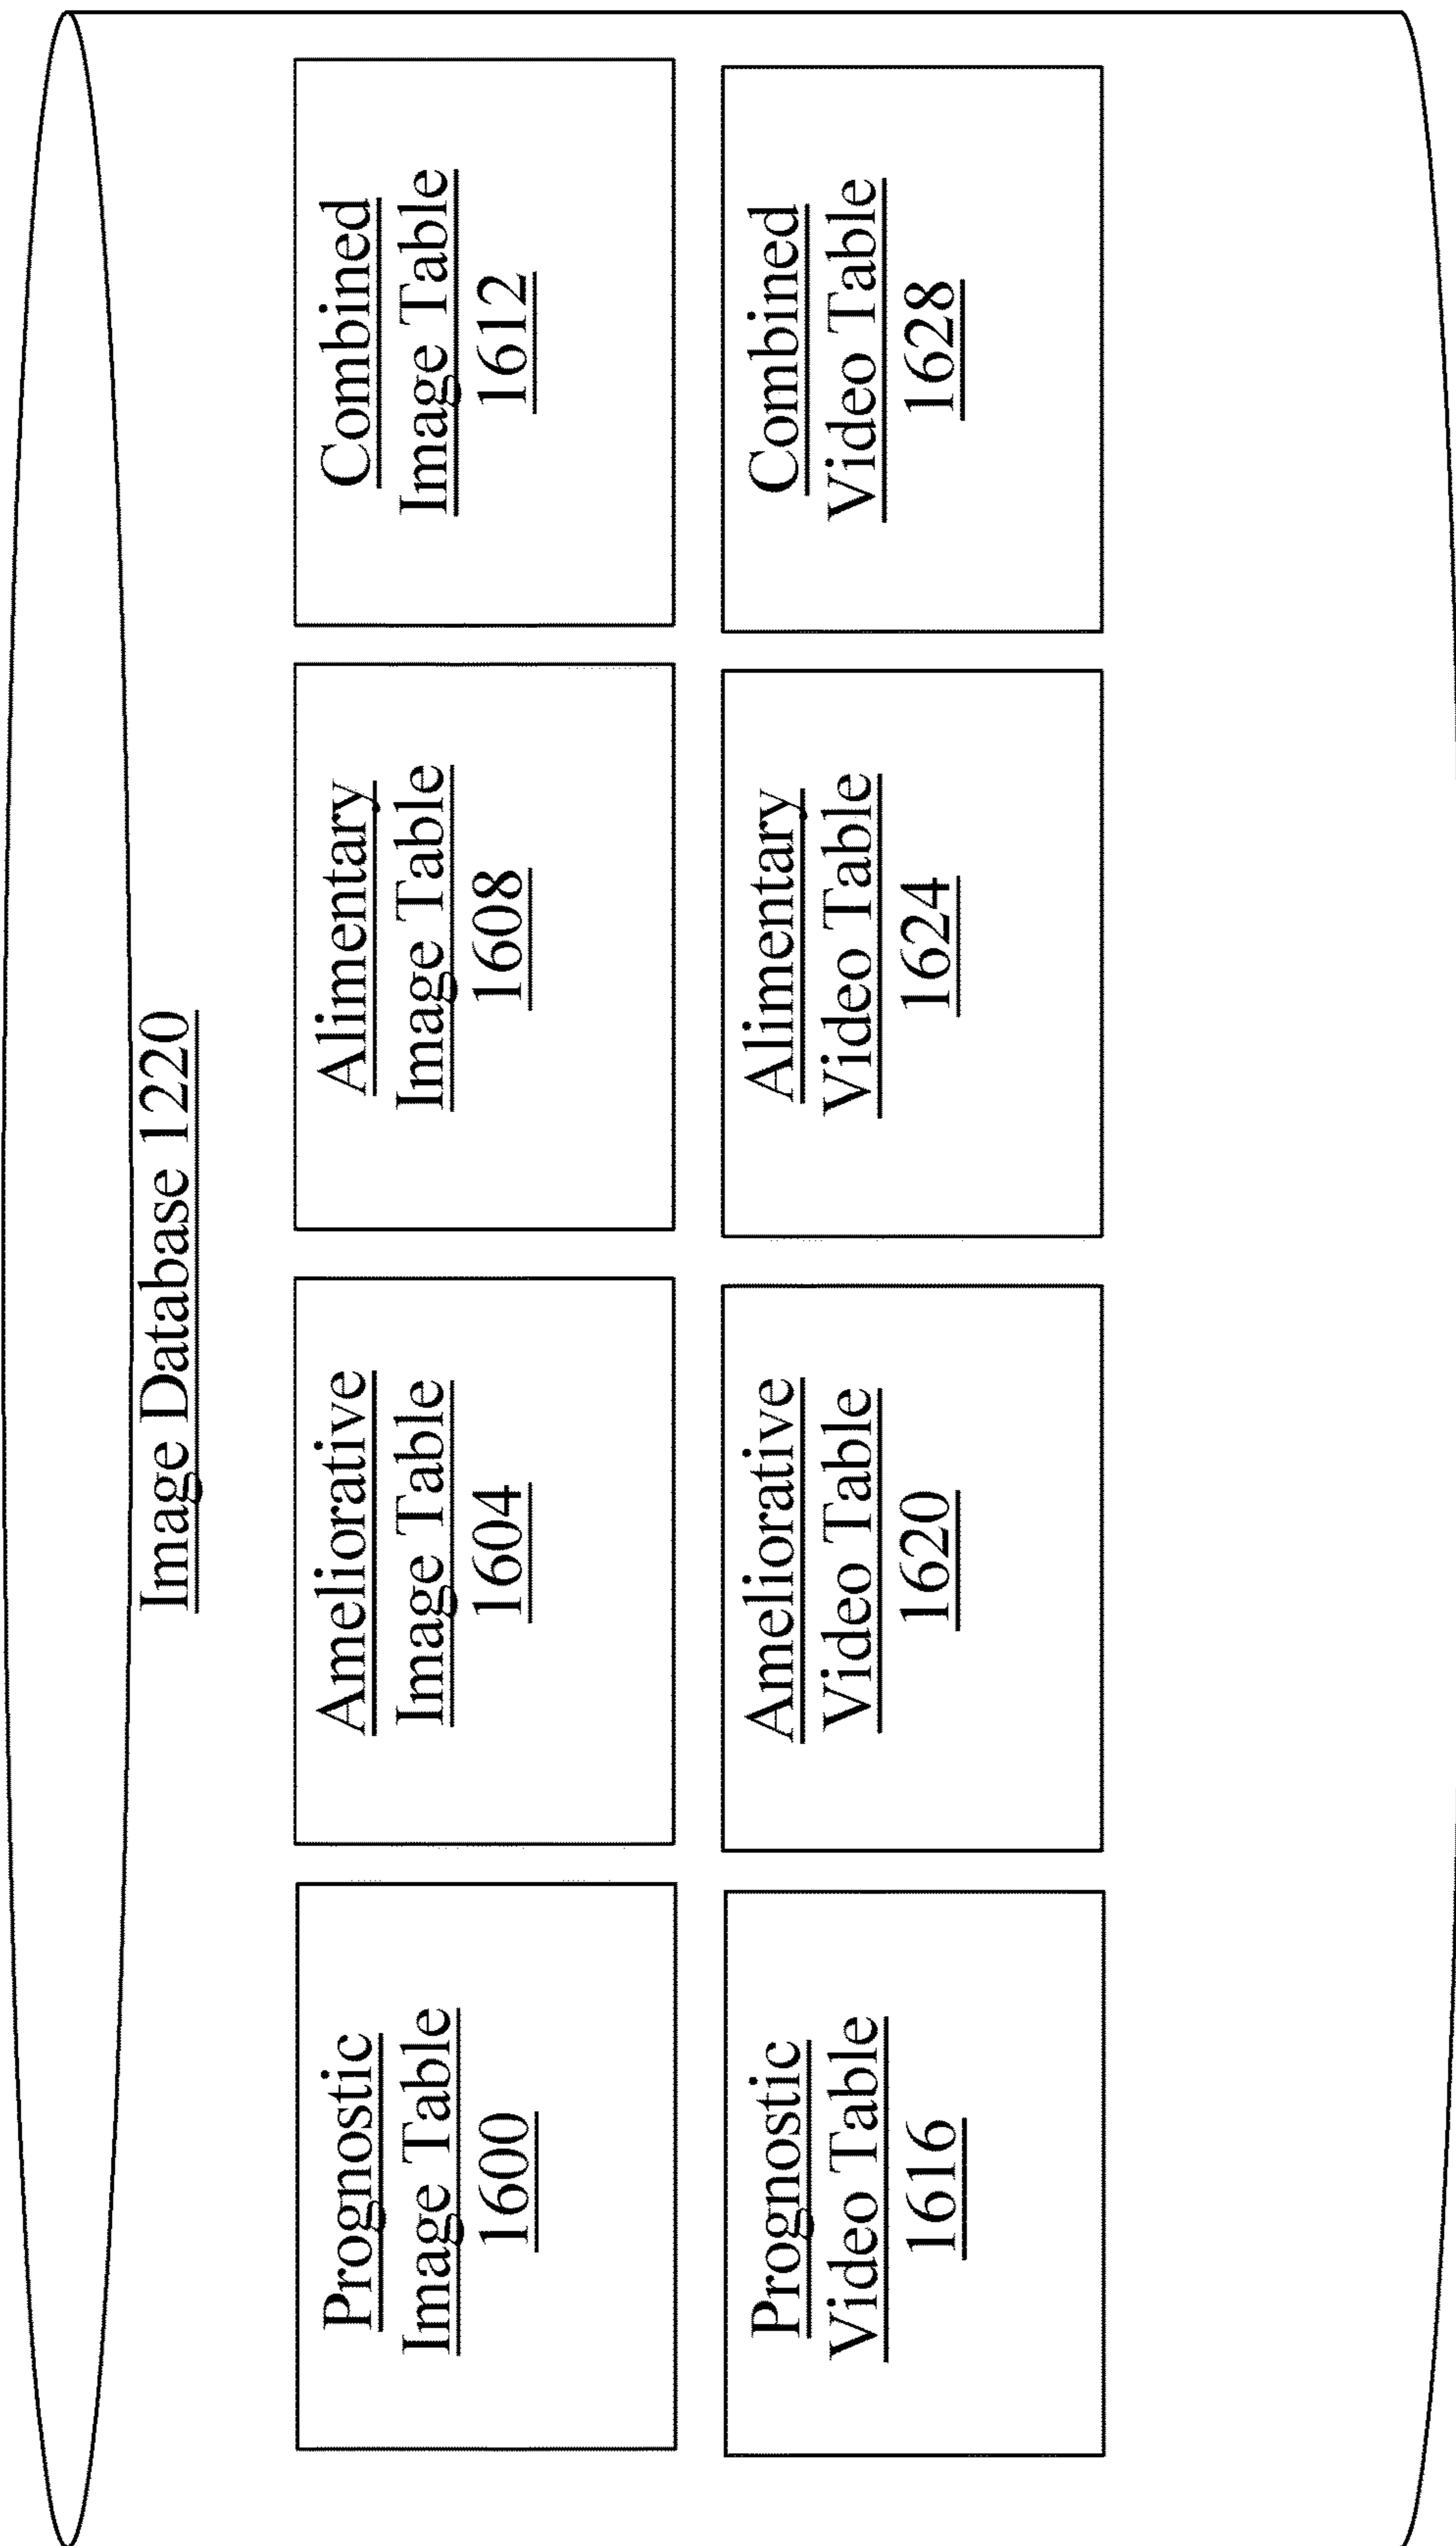 Image Database 1220
Prognostic
Image Table
1600
Ameliorative
Image Table
1604
Alimentary
Image Table
1608
Combined
Image Table
1612
Prognostic
Video Table
1616
Ameliorative
Video Table
1620
Alimentary
Video Table
1624
Combined
Video Table
1628